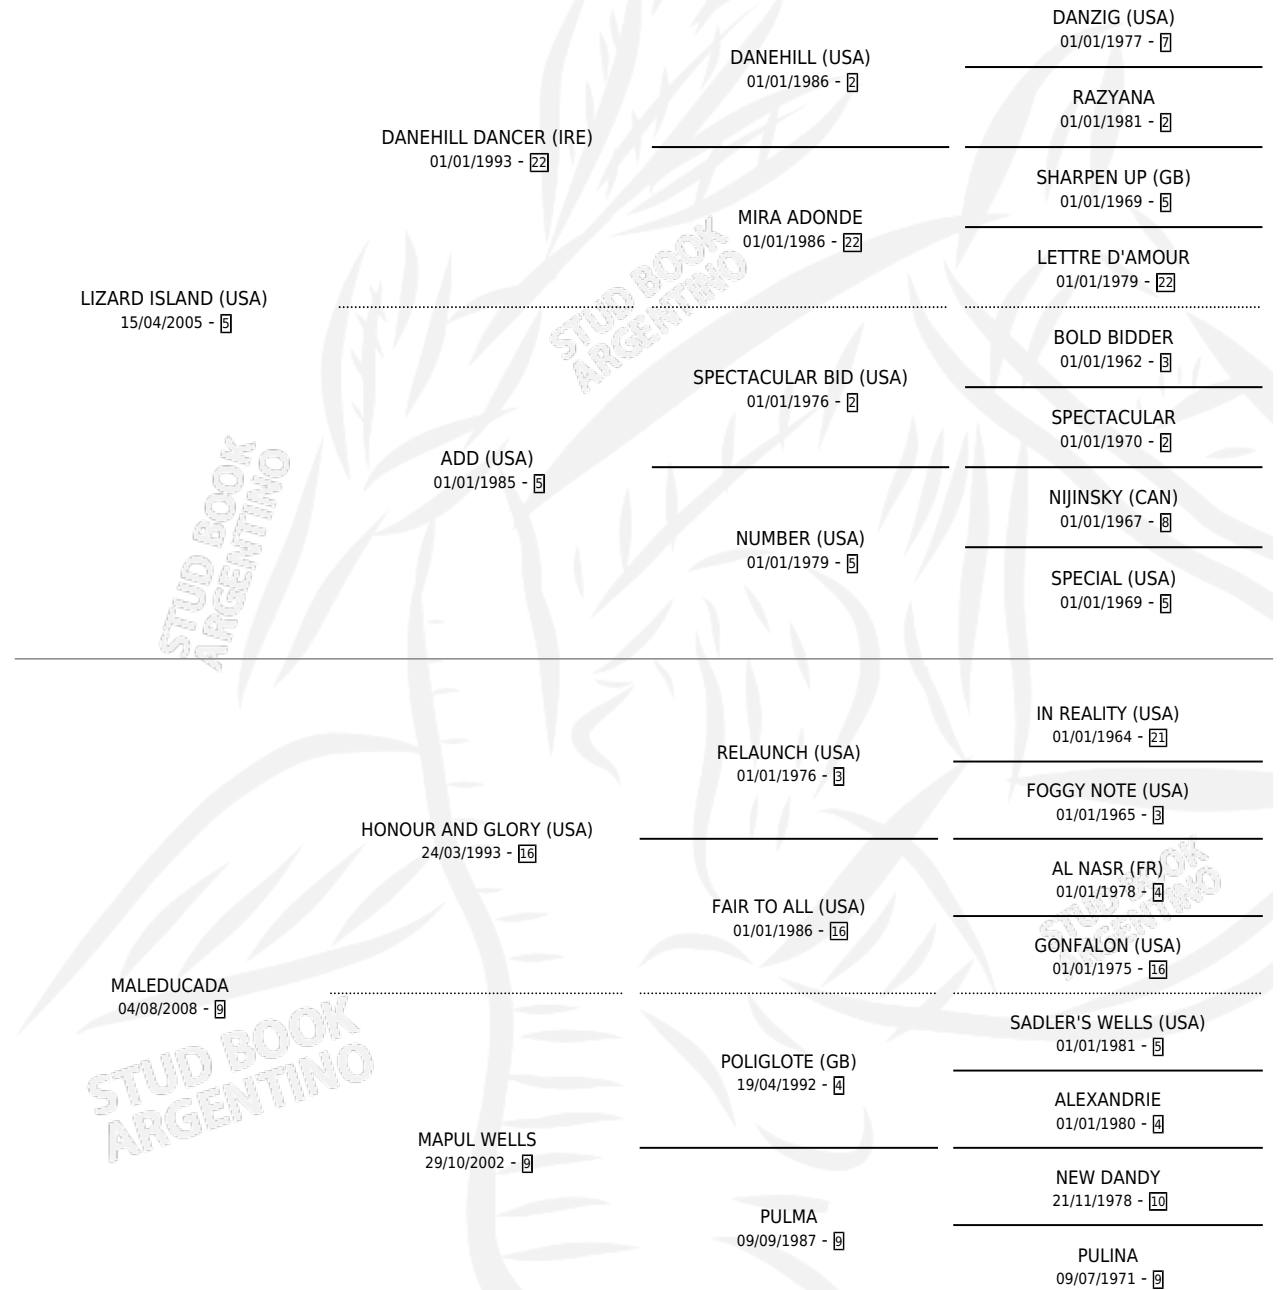 DANZIG (USA)
01/01/1977 - 7
DANEHILL (USA)
01/01/1986 - 2
RAZYANA
01/01/1981 - 2
DANEHILL DANCER (IRE)
01/01/1993 - 22
SHARPEN UP (GB)
01/01/1969 - 5
MIRA ADONDE
01/01/1986 - 22
LETTRE D'AMOUR
01/01/1979 - 22
LIZARD ISLAND (USA)
15/04/2005 - 5
BOLD BIDDER
01/01/1962 - 3
SPECTACULAR BID (USA)
01/01/1976 - 2
SPECTACULAR
01/01/1970 - 2
ADD (USA)
01/01/1985 - 5
NIJINSKY (CAN)
01/01/1967 - 8
NUMBER (USA)
01/01/1979 - 5
SPECIAL (USA)
01/01/1969 - 5
IN REALITY (USA)
01/01/1964 - 21
RELAUNCH (USA)
01/01/1976 - 3
FOGGY NOTE (USA)
01/01/1965 - 3
HONOUR AND GLORY (USA)
24/03/1993 - 16
AL NASR (FR)
01/01/1978 - 4
FAIR TO ALL (USA)
01/01/1986 - 16
GONFALON (USA)
01/01/1975 - 16
MALEDUCADA
04/08/2008 - 9
SADLER'S WELLS (USA)
01/01/1981 - 5
POLIGLOTE (GB)
19/04/1992 - 4
ALEXANDRIE
01/01/1980 - 4
MAPUL WELLS
29/10/2002 - 9
NEW DANDY
21/11/1978 - 10
PULMA
09/09/1987 - 9
PULINA
09/07/1971 - 9
STUD BOOK
ARGENTINO
STUD BOOK
ARGENTINO
STUD BOOK
ARGENTINO
STUD BOOK
ARGENTINO